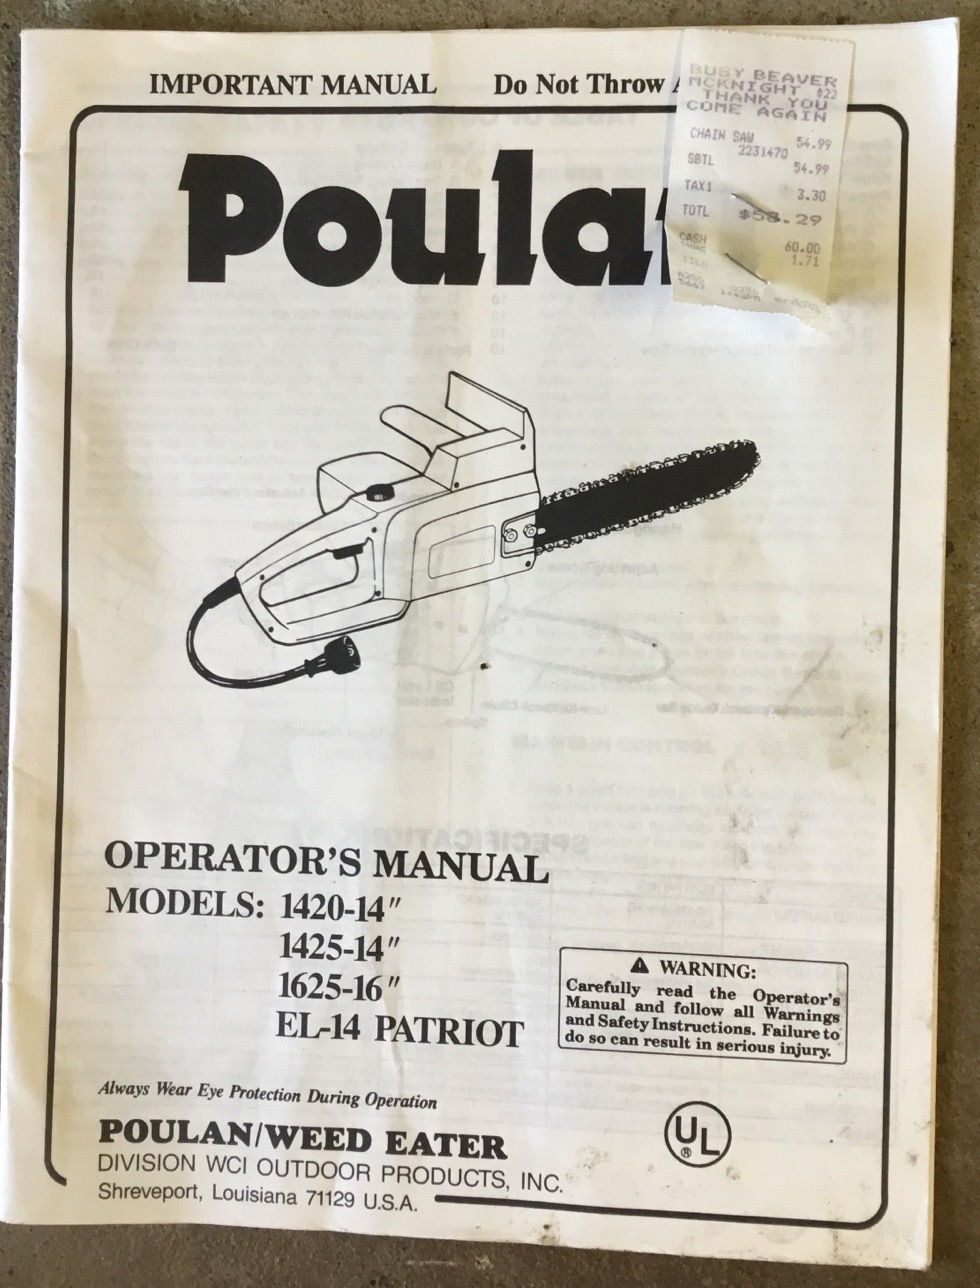 IMPORTANT MANUAL Do Not Throw
BUSY BEAVER
MCKNIGHT #22
THANK YOU
COME AGAIN
CHAIN SAW 54.99
2231470
SBTL 54.99
TAX1 3.30
TOTL $58.29
CASH 60.00
1.71
Poula
OPERATOR'S MANUAL
MODELS: 1420-14"
1425-14"
1625-16"
EL-14 PATRIOT
WARNING:
Carefully read the Operator's
Manual and follow all Warnings
and Safety Instructions. Failure to
do so can result in serious injury.
Always Wear Eye Protection During Operation
POULAN/WEED EATER
DIVISION WCI OUTDOOR PRODUCTS, INC.
Shreveport, Louisiana 71129 U.S.A.
UL
®